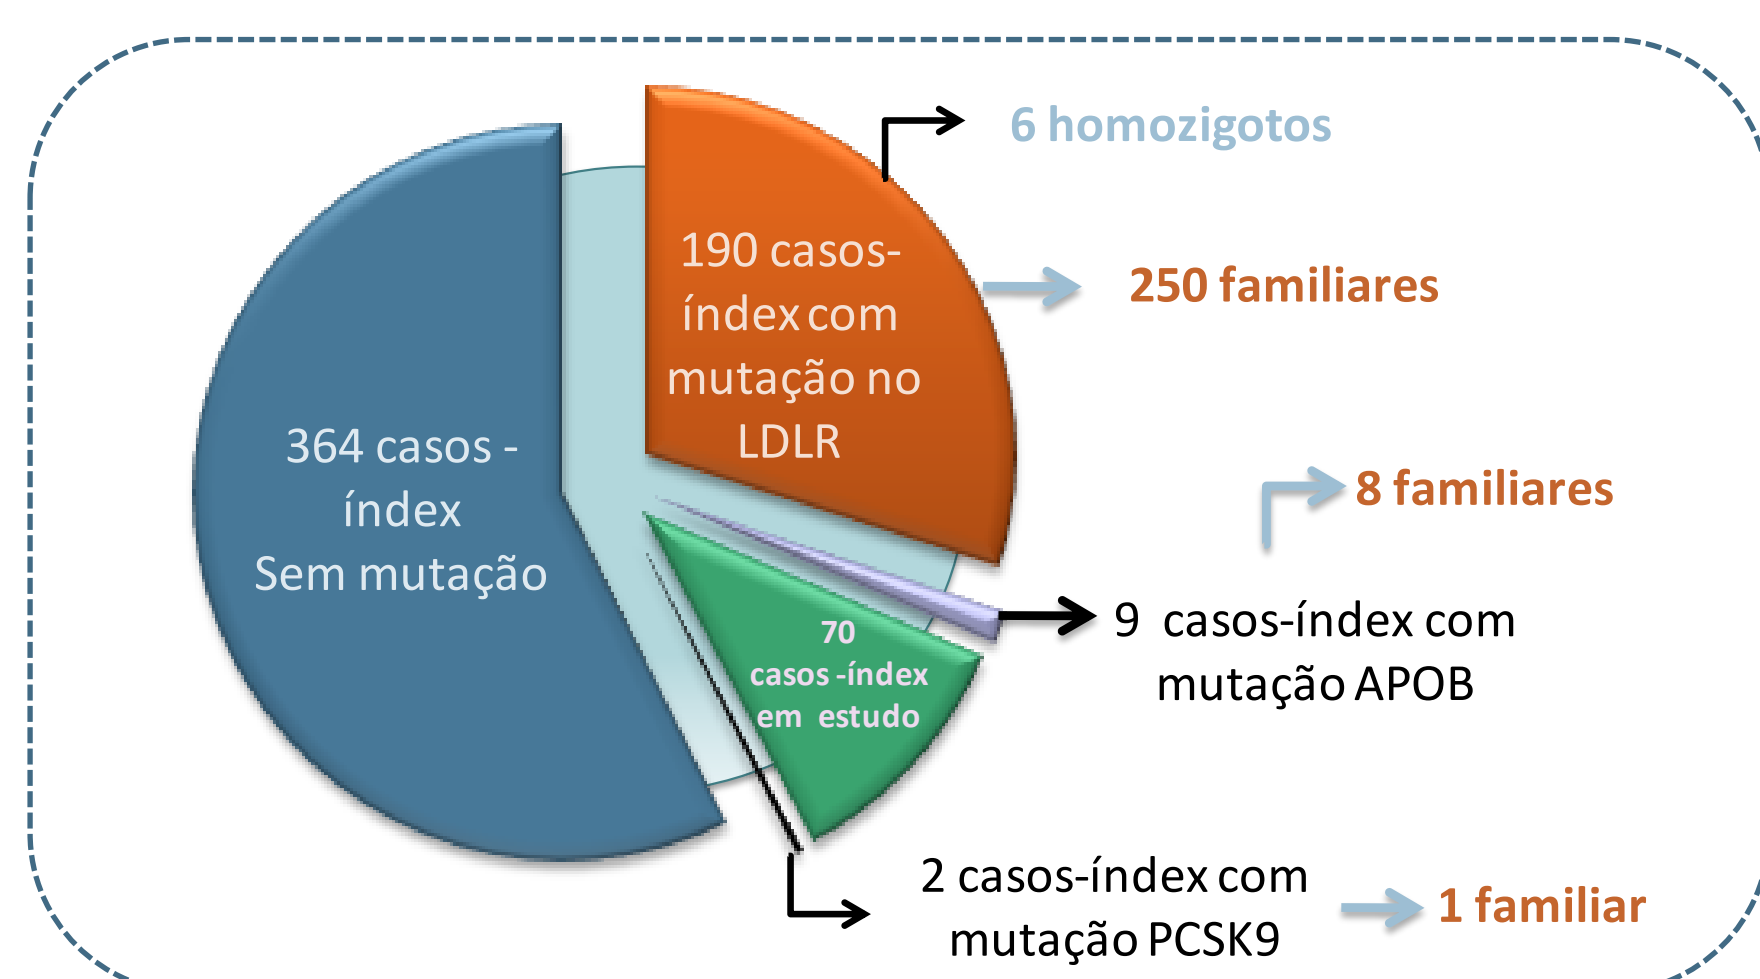 6 homozigotos
190 casos-
índex com
mutação no
LDLR
250 familiares
364 casos -
índex
Sem mutação
8 familiares
9 casos-índex com
mutação APOB
70
casos -índex
em estudo
2 casos-índex com
mutação PCSK9
1 familiar